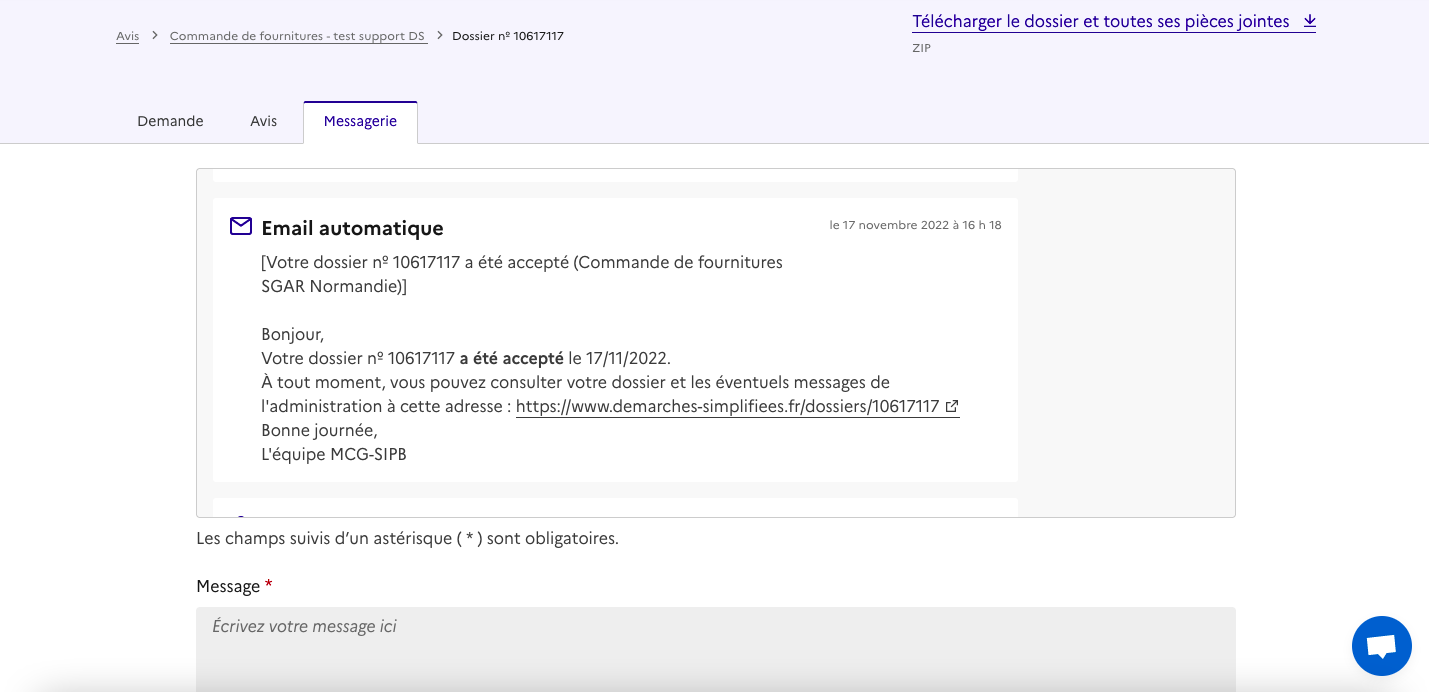 Avis > Commande de fournitures - test support DS > Dossier nº 10617117
Télécharger le dossier et toutes ses pièces jointes
ZIP
Demande Avis Messagerie
Email automatique
le 17 novembre 2022 à 16 h 18
[Votre dossier nº 10617117 a été accepté (Commande de fournitures
SGAR Normandie)]
Bonjour,
Votre dossier nº 10617117 a été accepté le 17/11/2022.
À tout moment, vous pouvez consulter votre dossier et les éventuels messages de
l'administration à cette adresse : https://www.demarches-simplifiees.fr/dossiers/10617117
Bonne journée,
L'équipe MCG-SIPB
Les champs suivis d’un astérisque ( * ) sont obligatoires.
Message *
Écrivez votre message ici